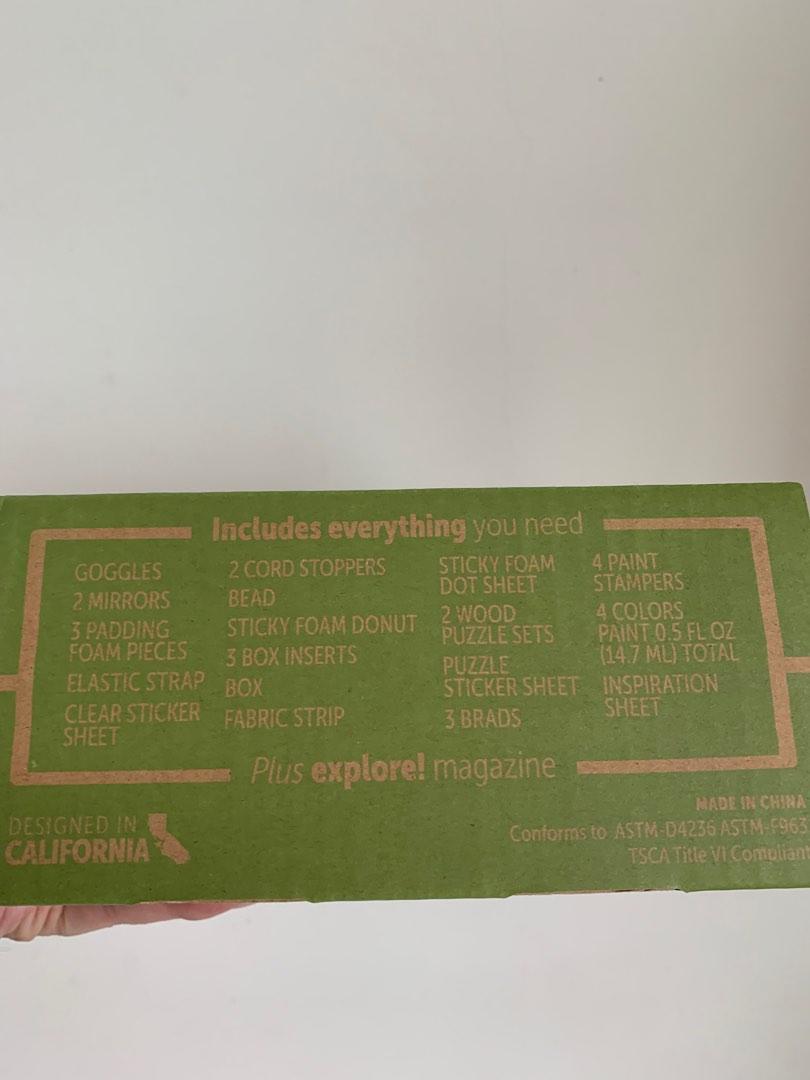 Includes everything you need
GOGGLES
2 MIRRORS
3 PADDING
FOAM PIECES
ELASTIC STRAP
CLEAR STICKER
SHEET
2 CORD STOPPERS
BEAD
STICKY FOAM DONUT
3 BOX INSERTS
BOX
FABRIC STRIP
STICKY FOAM
DOT SHEET
2 WOOD
PUZZLE SETS
PUZZLE
STICKER SHEET
3 BRADS
4 PAINT
STAMPERS
4 COLORS
PAINT 0.5 FL OZ
(14.7 ML) TOTAL
INSPIRATION
SHEET
Plus explore! magazine
DESIGNED IN
CALIFORNIA
MADE IN CHINA
Conforms to ASTM-D4236 ASTM-F963
TSCA Title VI Compliant